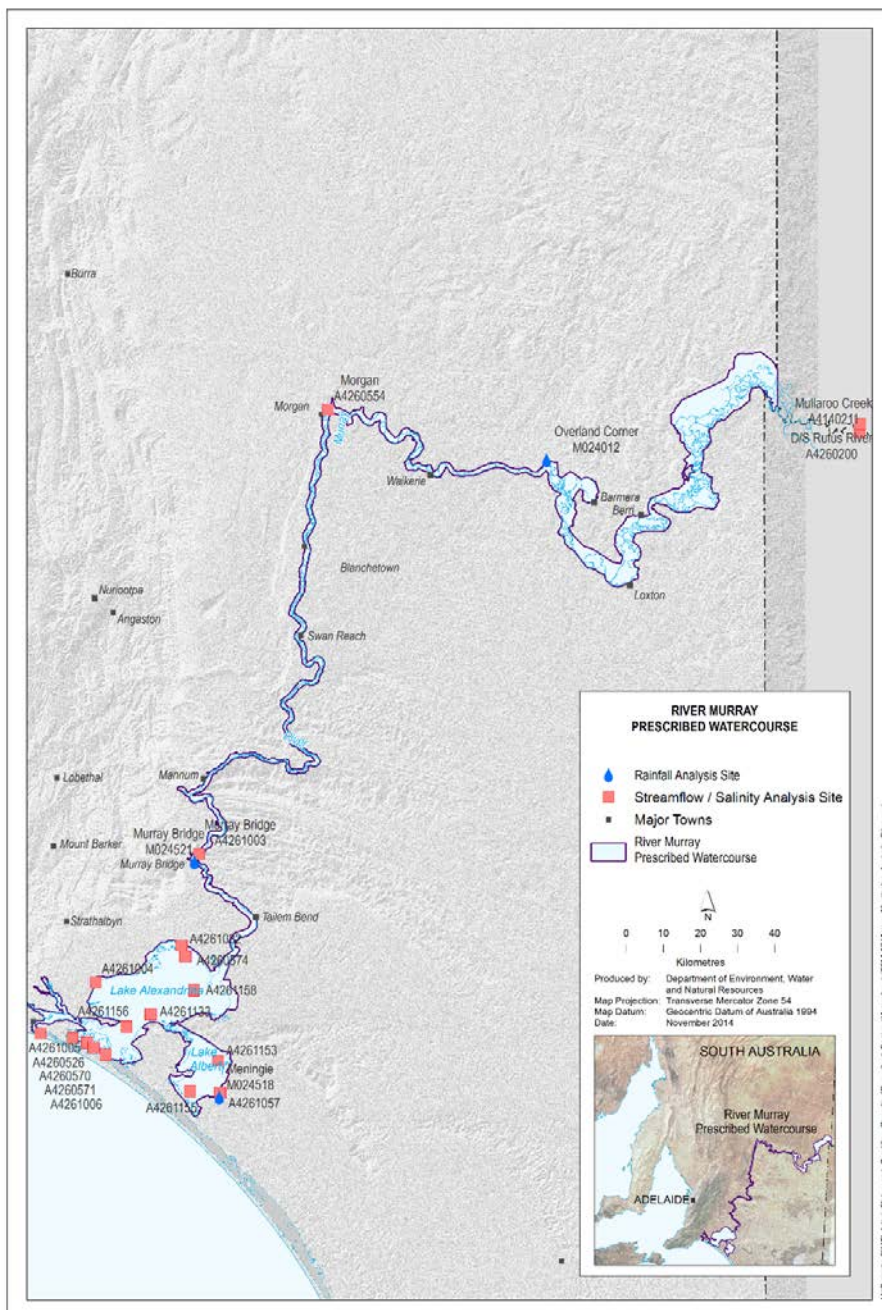 Burra
Morgan
A4260554
Morgan
Murray
Mullaroo Creek
A4140211
D/S Rufus River
A4260200
Overland Corner
M024012
Waikerie
Barmera
Berri
Blanchetown
Loxton
Nuriootpa
Angaston
Swan Reach
Lobethal
Mannum
Mount Barker
Murray Bridge
M024521
Murray Bridge
A4261003
Murray Bridge
Strathalbyn
Tailem Bend
A4260574
A4261004
Lake Alexandrina
A4261158
A4261156
A4261133
A4261005
A4260526
A4260570
A4260571
A4261006
Lake
Albert
A4261153
Meningie
M024518
A4261155
A4261057
RIVER MURRAY
PRESCRIBED WATERCOURSE
Rainfall Analysis Site
Streamflow / Salinity Analysis Site
Major Towns
River Murray
Prescribed Watercourse
N
0 10 20 30 40
Kilometres
Produced by: Department of Environment, Water
and Natural Resources
Map Projection: Transverse Mercator Zone 54
Map Datum: Geocentric Datum of Australia 1994
Date: November 2014
SOUTH AUSTRALIA
River Murray
Prescribed Watercourse
ADELAIDE